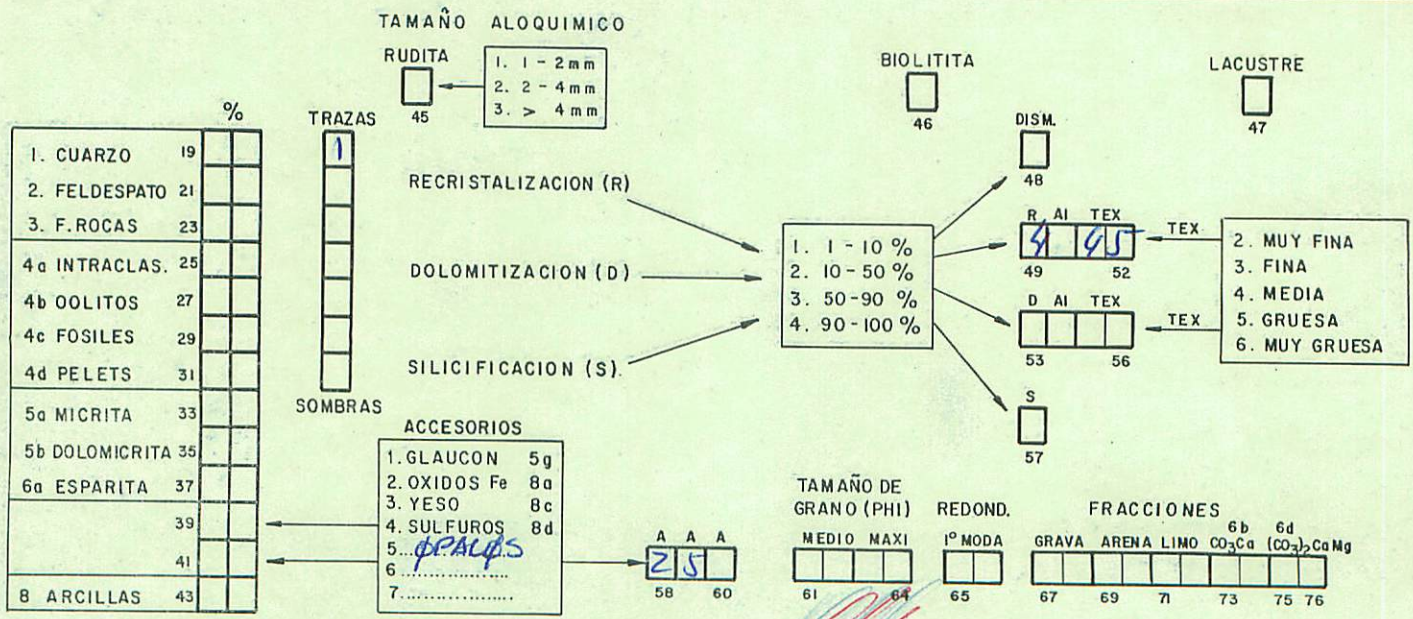 TAMAÑO ALOQUIMICO
RUDITA
45
1. 1 - 2 mm
2. 2 - 4 mm
3. > 4 mm
BIOLITITA
46
LACUSTRE
47
%
1. CUARZO 19
2. FELDESPATO 21
3. F. ROCAS 23
4a INTRACLAS. 25
4b OOLITOS 27
4c FOSILES 29
4d PELETS 31
5a MICRITA 33
5b DOLOMICRITA 35
6a ESPARITA 37
39
41
8 ARCILLAS 43
TRAZAS
1
SOMBRAS
RECRISTALIZACION (R)
DOLOMITIZACION (D)
SILICIFICACION (S).
1. 1 - 10 %
2. 10 - 50 %
3. 50 - 90 %
4. 90 - 100 %
DISM.
48
R AI TEX
4 45
49 52
TEX
D AI TEX
53 56
TEX
2. MUY FINA
3. FINA
4. MEDIA
5. GRUESA
6. MUY GRUESA
S
57
ACCESORIOS
1. GLAUCON 5g
2. OXIDOS Fe 8a
3. YESO 8c
4. SULFUROS 8d
5... ØPALØS
6..................
7..................
A A A
2 5
58 60
TAMAÑO DE
GRANO (PHI)
MEDIO MAXI
61 64
REDOND.
1º MODA
65
FRACCIONES
GRAVA ARENA LIMO 6b CO3Ca 6d (CO3)2CaMg
67 69 71 73 75 76